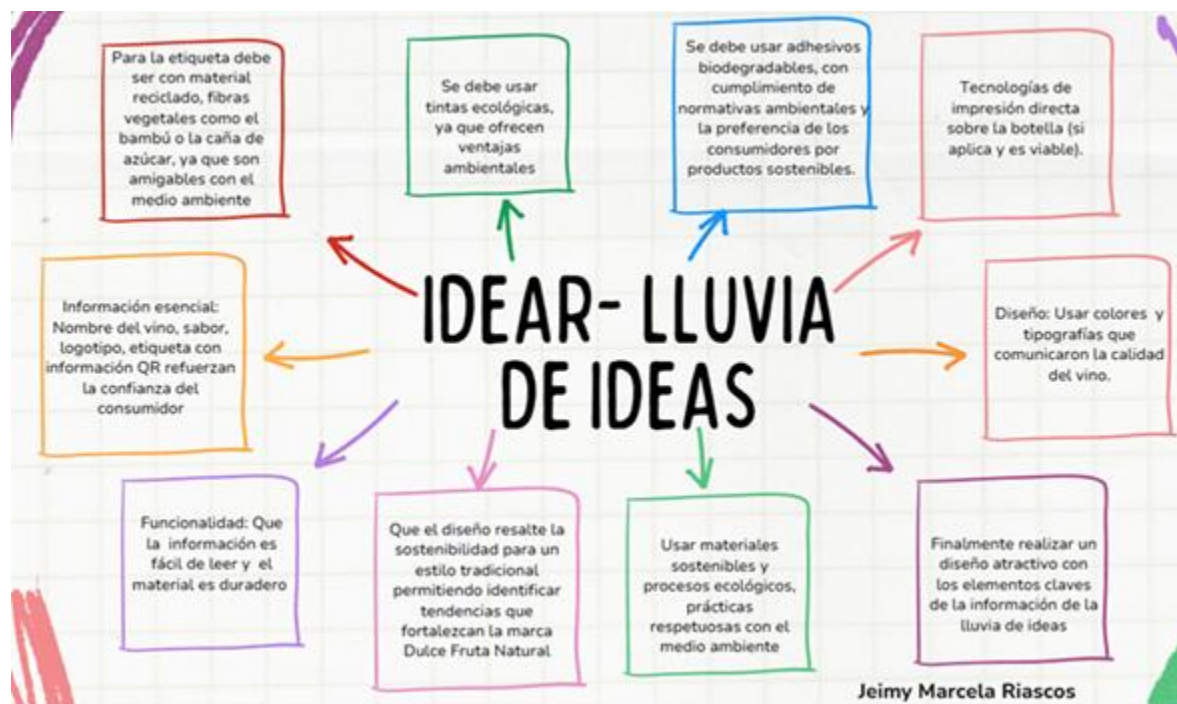 Para la etiqueta debe
ser con material
reciclado, fibras
vegetales como el
bambú o la caña de
azúcar, ya que son
amigables con el
medio ambiente
Se debe usar
tintas ecológicas,
ya que ofrecen
ventajas
ambientales
Se debe usar adhesivos
biodegradables, con
cumplimiento de
normativas ambientales y
la preferencia de los
consumidores por
productos sostenibles.
Tecnologías de
impresión directa
sobre la botella (si
aplica y es viable).
IDEAR- LLUVIA
DE IDEAS
Información esencial:
Nombre del vino, sabor,
logotipo, etiqueta con
información QR refuerzan
la confianza del
consumidor
Diseño: Usar colores y
tipografías que
comunicaron la calidad
del vino.
Funcionalidad: Que
la información es
fácil de leer y el
material es duradero
Que el diseño resalte la
sostenibilidad para un
estilo tradicional
permitiendo identificar
tendencias que
fortalezcan la marca
Dulce Fruta Natural
Usar materiales
sostenibles y
procesos ecológicos,
prácticas
respetuosas con el
medio ambiente
Finalmente realizar un
diseño atractivo con
los elementos claves
de la información de la
lluvia de ideas
Jeimy Marcela Riascos